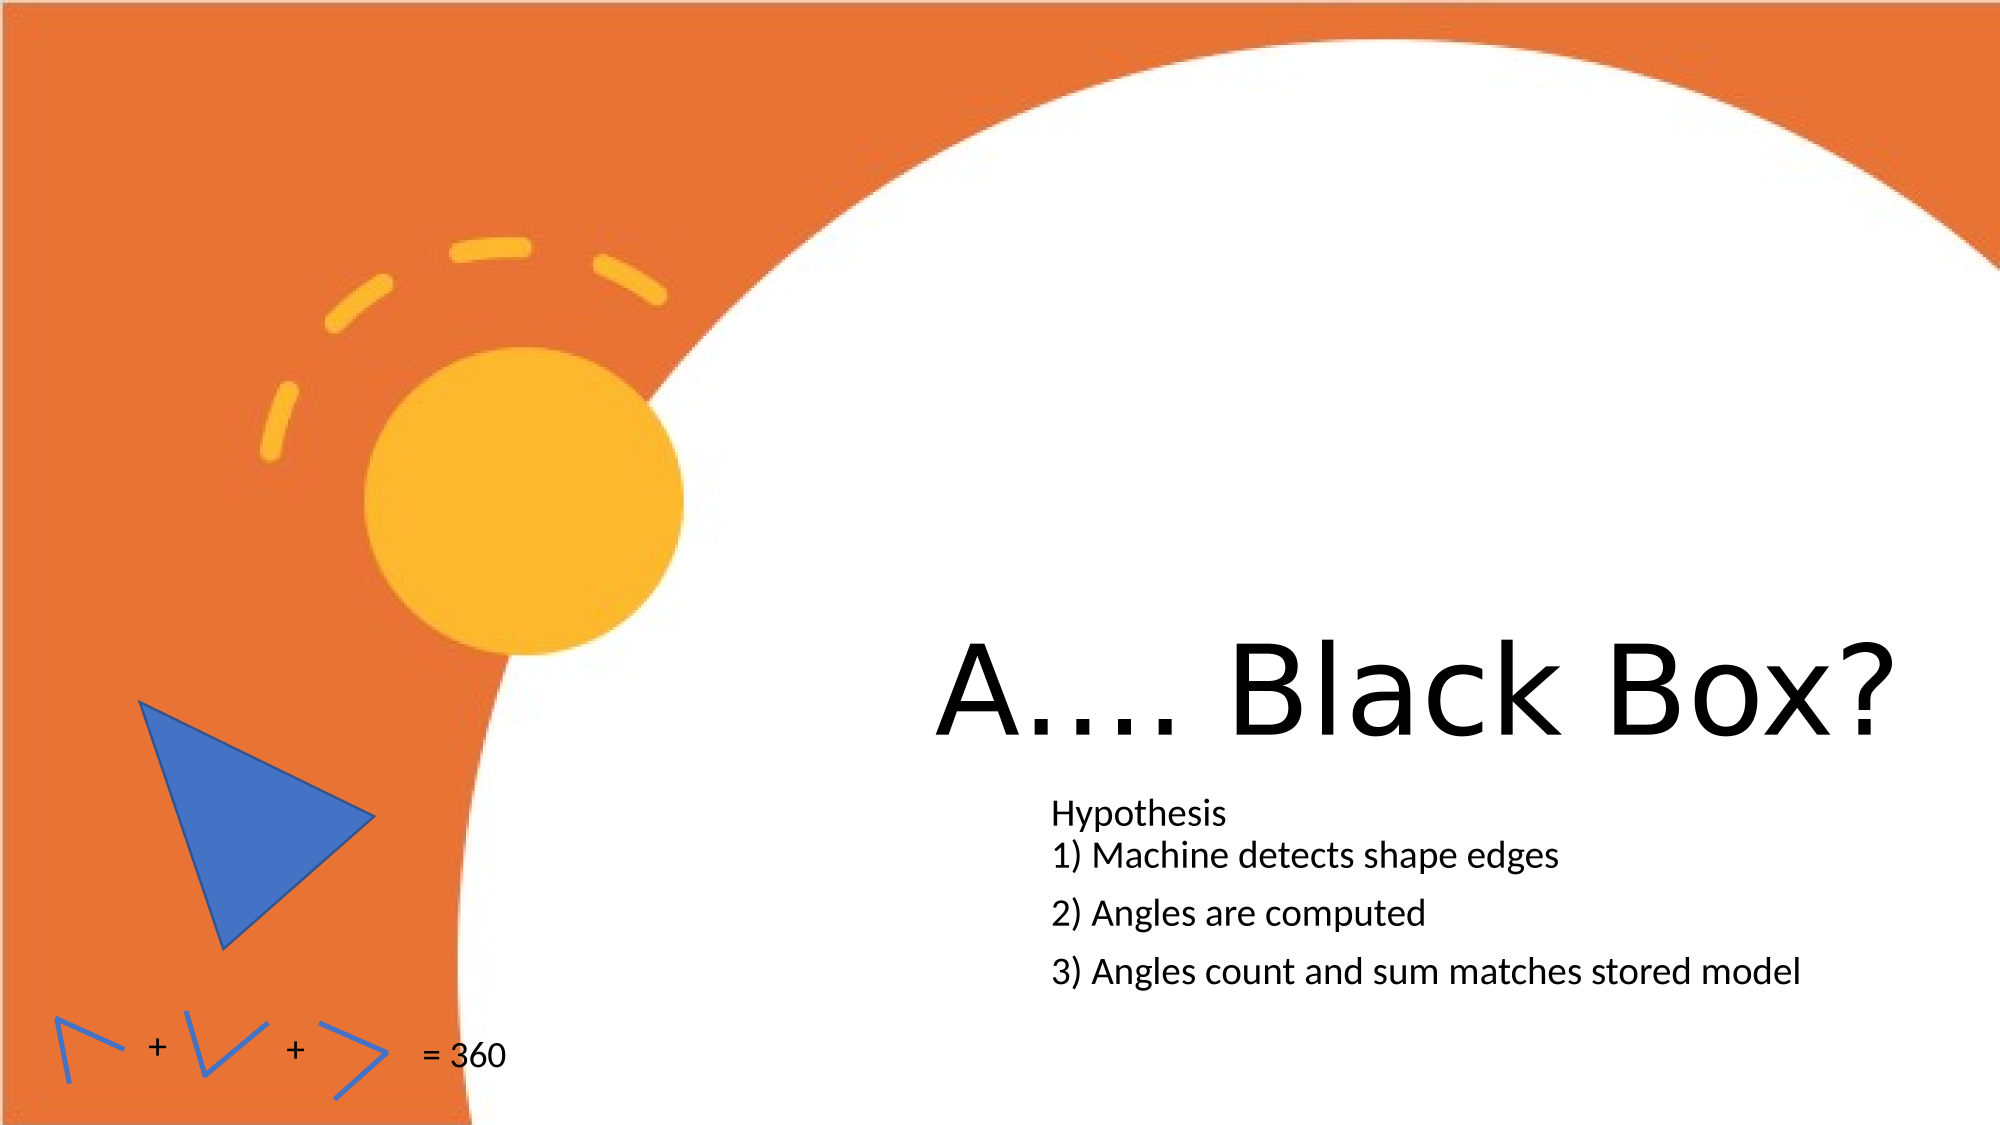 A.... Black Box?
Hypothesis
1) Machine detects shape edges
2) Angles are computed
3) Angles count and sum matches stored model
+ + = 360